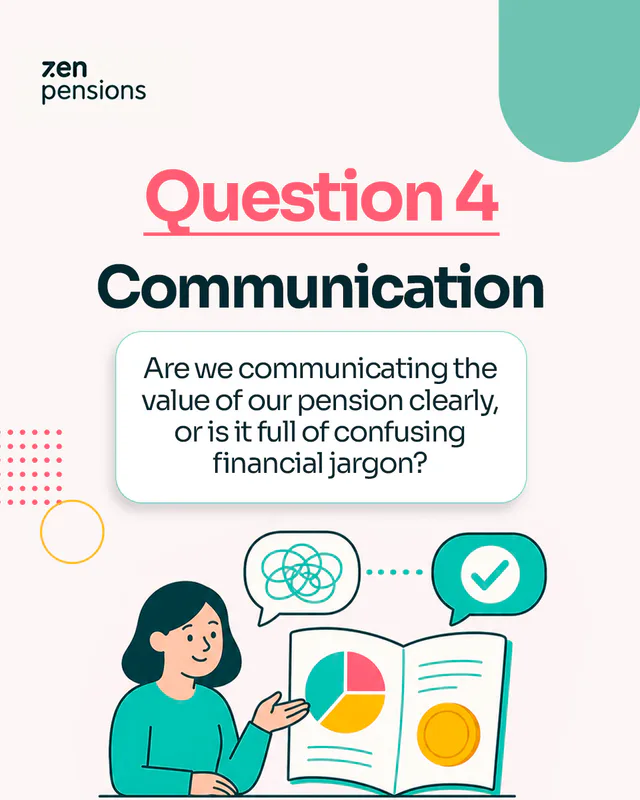 zen
pensions
Question 4
Communication
Are we communicating the
value of our pension clearly,
or is it full of confusing
financial jargon?